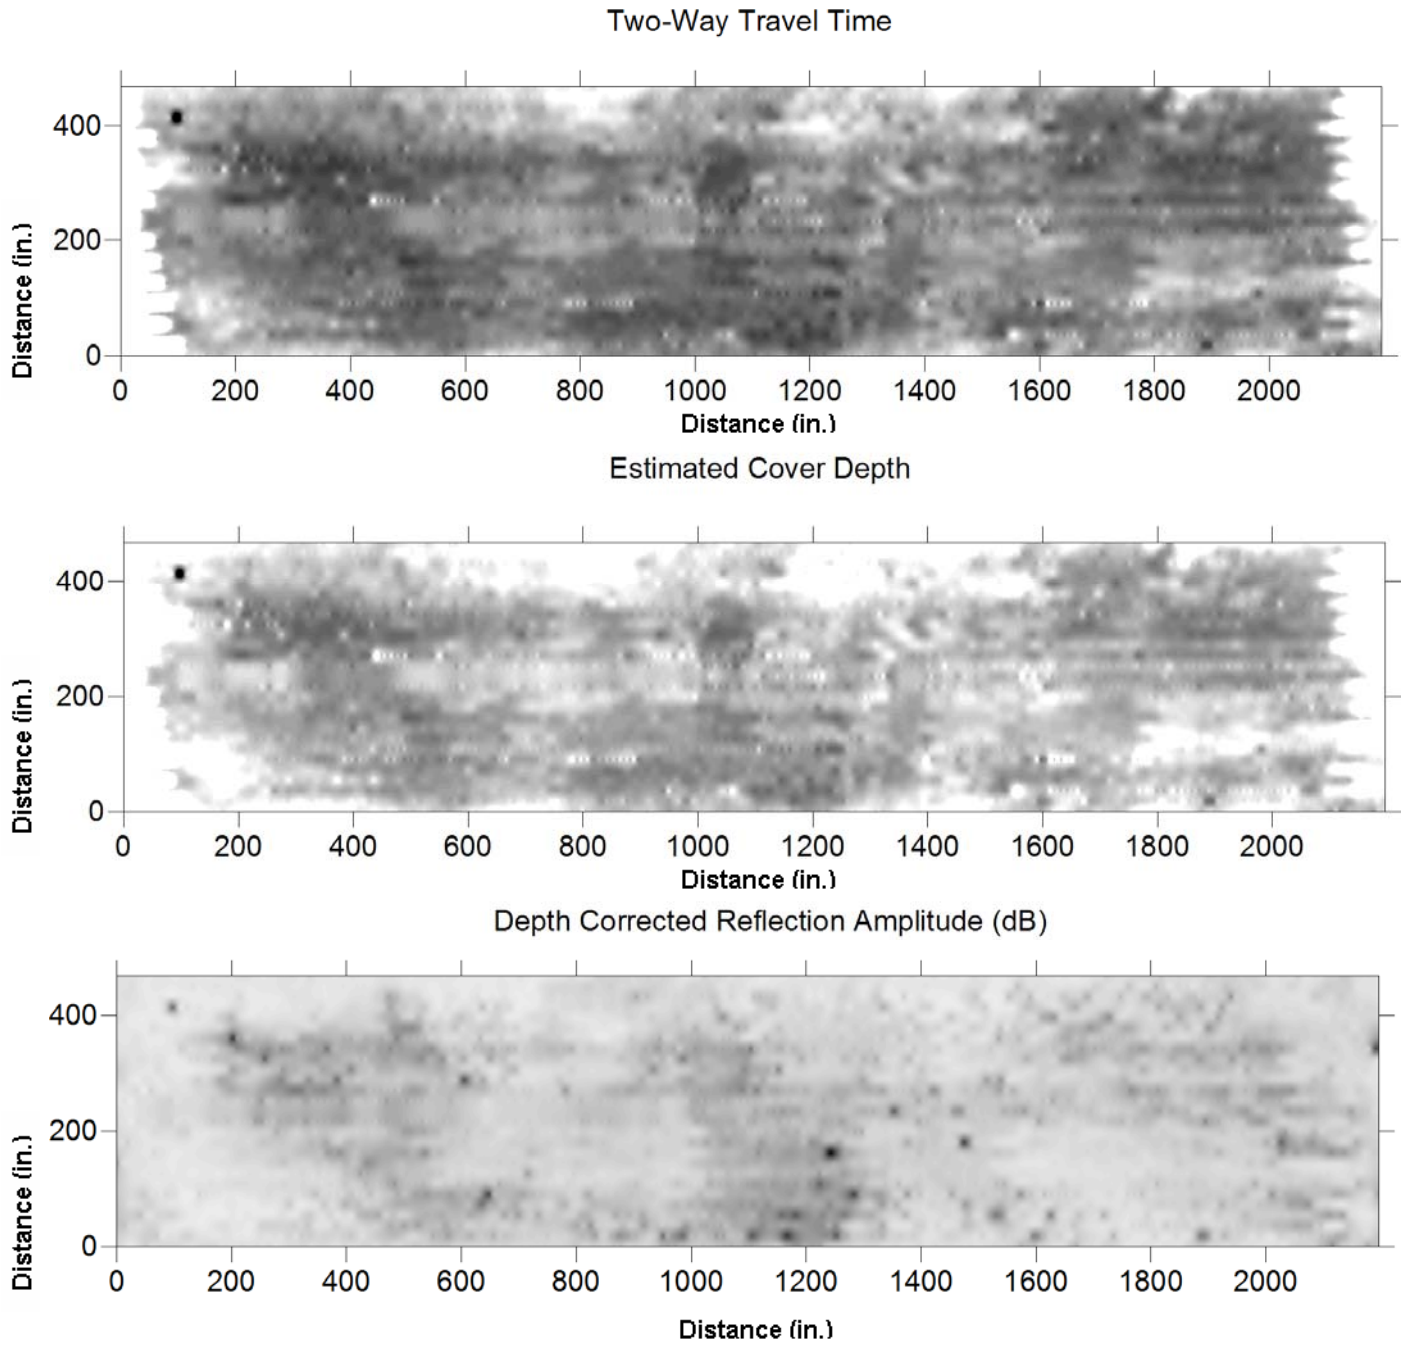 Two-Way Travel Time
Distance (in.)
400
200
0
0 200 400 600 800 1000 1200 1400 1600 1800 2000
Distance (in.)
Estimated Cover Depth
Distance (in.)
400
200
0
0 200 400 600 800 1000 1200 1400 1600 1800 2000
Distance (in.)
Depth Corrected Reflection Amplitude (dB)
Distance (in.)
400
200
0
0 200 400 600 800 1000 1200 1400 1600 1800 2000
Distance (in.)